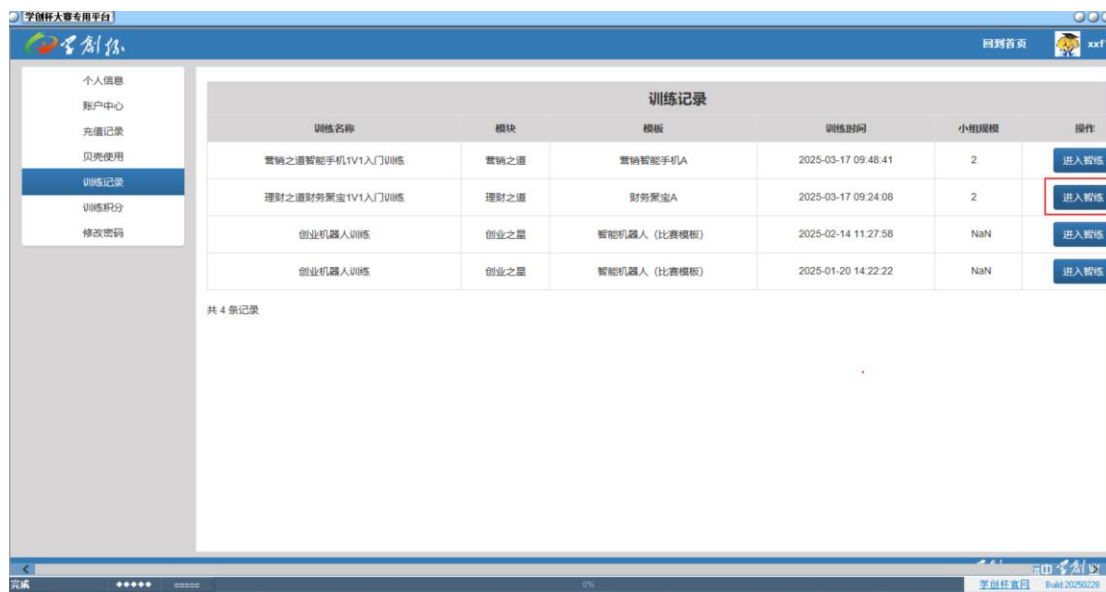 学创杯大赛专用平台
学创杯 回到首页 xxf
个人信息
账户中心
充值记录
贝壳使用
训练记录
训练积分
修改密码
训练记录
训练名称 模块 模板 训练时间 小组规模 操作
营销之道智能手机1V1入门训练 营销之道 营销智能手机A 2025-03-17 09:48:41 2 进入智练
理财之道财务聚宝1V1入门训练 理财之道 财务聚宝A 2025-03-17 09:24:08 2 进入智练
创业机器人训练 创业之星 智能机器人（比赛模板） 2025-02-14 11:27:58 NaN 进入智练
创业机器人训练 创业之星 智能机器人（比赛模板） 2025-01-20 14:22:22 NaN 进入智练
共 4 条记录
完成 0% 学创杯官网 Build:20250228